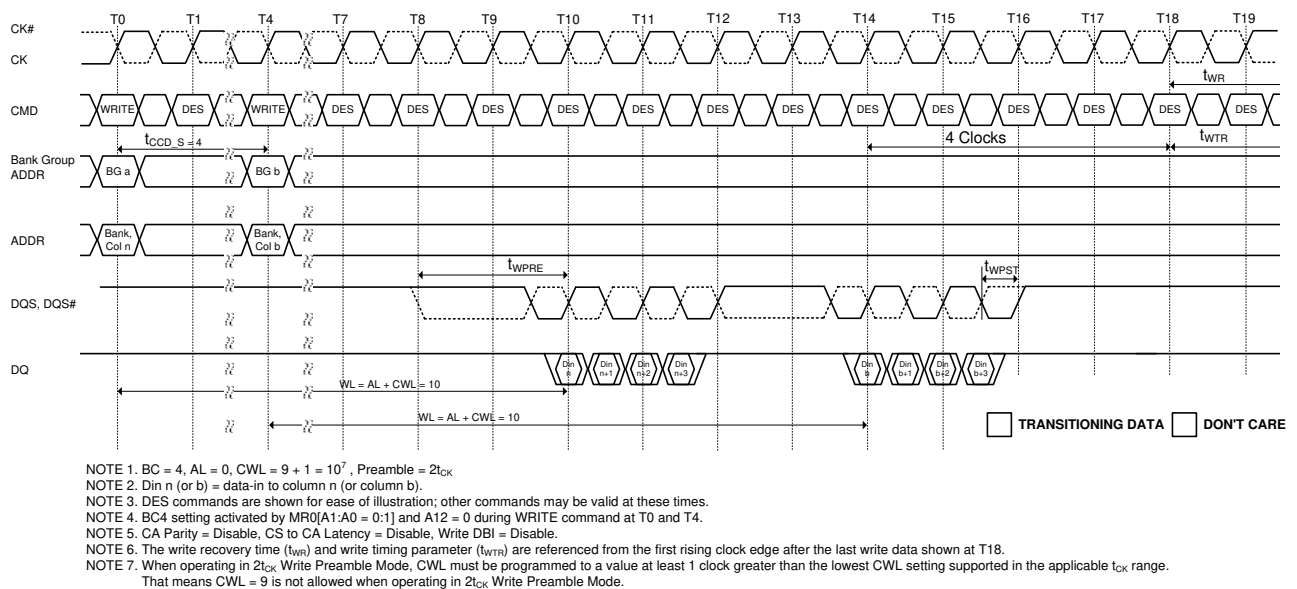 T0 T1 T4 T7 T8 T9 T10 T11 T12 T13 T14 T15 T16 T17 T18 T19
CK#
CK
tWR
CMD WRITE DES WRITE DES DES DES DES DES DES DES DES DES DES DES DES DES
tCCD_S = 4
4 Clocks
tWTR
Bank Group
ADDR
BG a BG b
ADDR
Bank, Col n
Bank, Col b
tWPRE
tWPST
DQS, DQS#
DQ
Din n
Din n+1
Din n+2
Din n+3
Din b
Din b+1
Din b+2
Din b+3
WL = AL + CWL = 10
WL = AL + CWL = 10
TRANSITIONING DATA DON'T CARE
NOTE 1. BC = 4, AL = 0, CWL = 9 + 1 = 10⁷ , Preamble = 2tCK
NOTE 2. Din n (or b) = data-in to column n (or column b).
NOTE 3. DES commands are shown for ease of illustration; other commands may be valid at these times.
NOTE 4. BC4 setting activated by MR0[A1:A0 = 0:1] and A12 = 0 during WRITE command at T0 and T4.
NOTE 5. CA Parity = Disable, CS to CA Latency = Disable, Write DBI = Disable.
NOTE 6. The write recovery time (tWR) and write timing parameter (tWTR) are referenced from the first rising clock edge after the last write data shown at T18.
NOTE 7. When operating in 2tCK Write Preamble Mode, CWL must be programmed to a value at least 1 clock greater than the lowest CWL setting supported in the applicable tCK range.
That means CWL = 9 is not allowed when operating in 2tCK Write Preamble Mode.